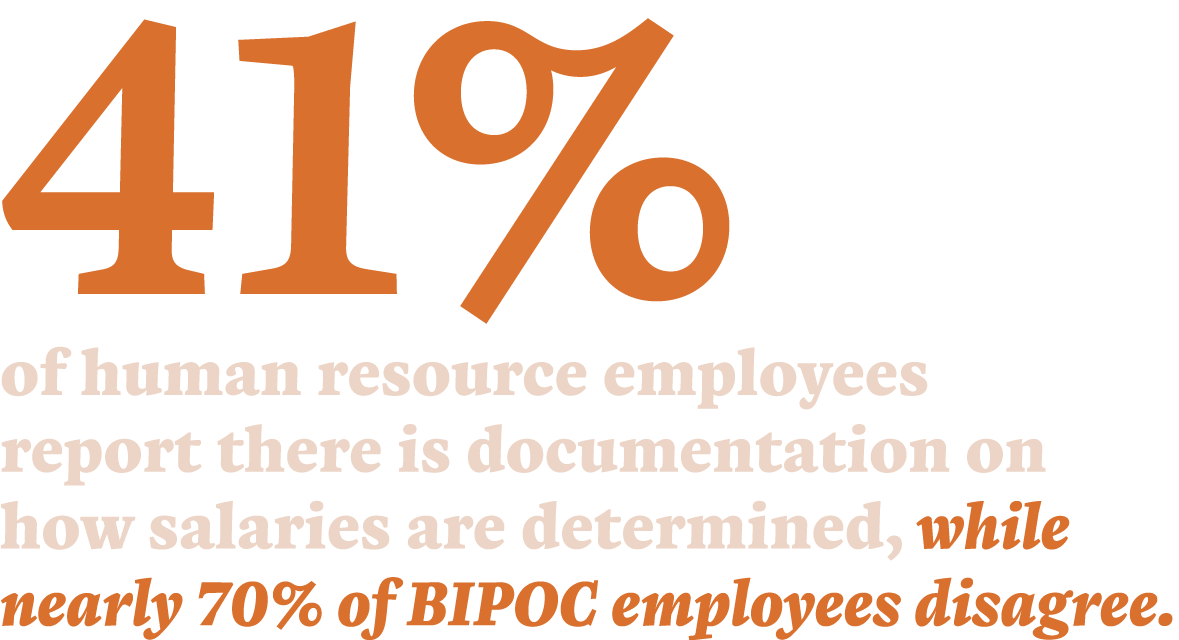 41%
of human resource employees
report there is documentation on
how salaries are determined, while
nearly 70% of BIPOC employees disagree.